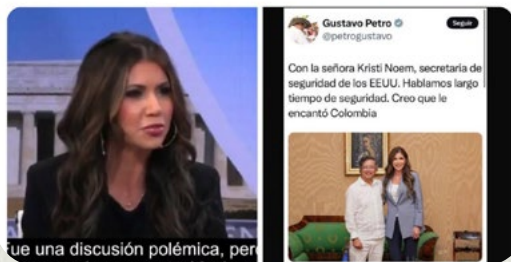 Fue una discusión polémica, pero
Gustavo Petro
@petrogustavo
Seguir
Con la señora Kristi Noem, secretaria de
seguridad de los EEUU. Hablamos largo
tiempo de seguridad. Creo que le
encantó Colombia